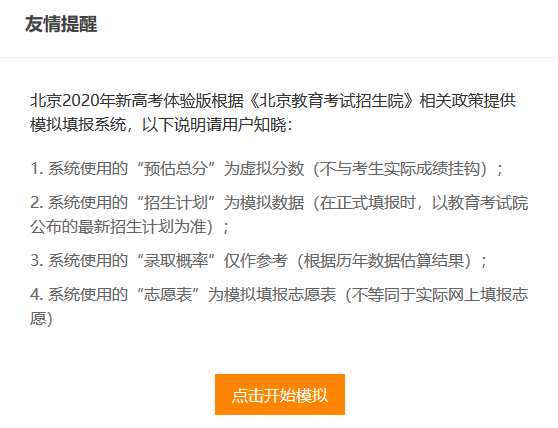 友情提醒
北京2020年新高考体验版根据《北京教育考试招生院》相关政策提供
模拟填报系统，以下说明请用户知晓：
1. 系统使用的“预估总分”为虚拟分数（不与考生实际成绩挂钩）；
2. 系统使用的“招生计划”为模拟数据（在正式填报时，以教育考试院
公布的最新招生计划为准）；
3. 系统使用的“录取概率”仅作参考（根据历年数据估算结果）；
4. 系统使用的“志愿表”为模拟填报志愿表（不等同于实际网上填报志
愿）
点击开始模拟